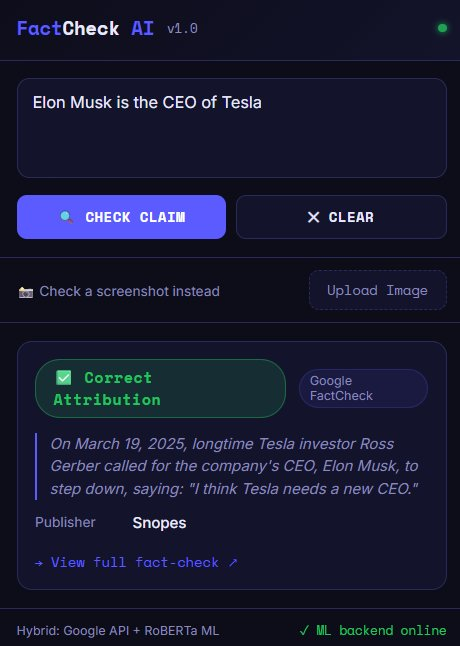 FactCheck AI v1.0
Elon Musk is the CEO of Tesla
🔍 CHECK CLAIM
✕ CLEAR
📸 Check a screenshot instead
Upload Image
✅ Correct
Attribution
Google
FactCheck
On March 19, 2025, longtime Tesla investor Ross
Gerber called for the company's CEO, Elon Musk, to
step down, saying: "I think Tesla needs a new CEO."
Publisher Snopes
→ View full fact-check ↗
Hybrid: Google API + RoBERTa ML
✓ ML backend online